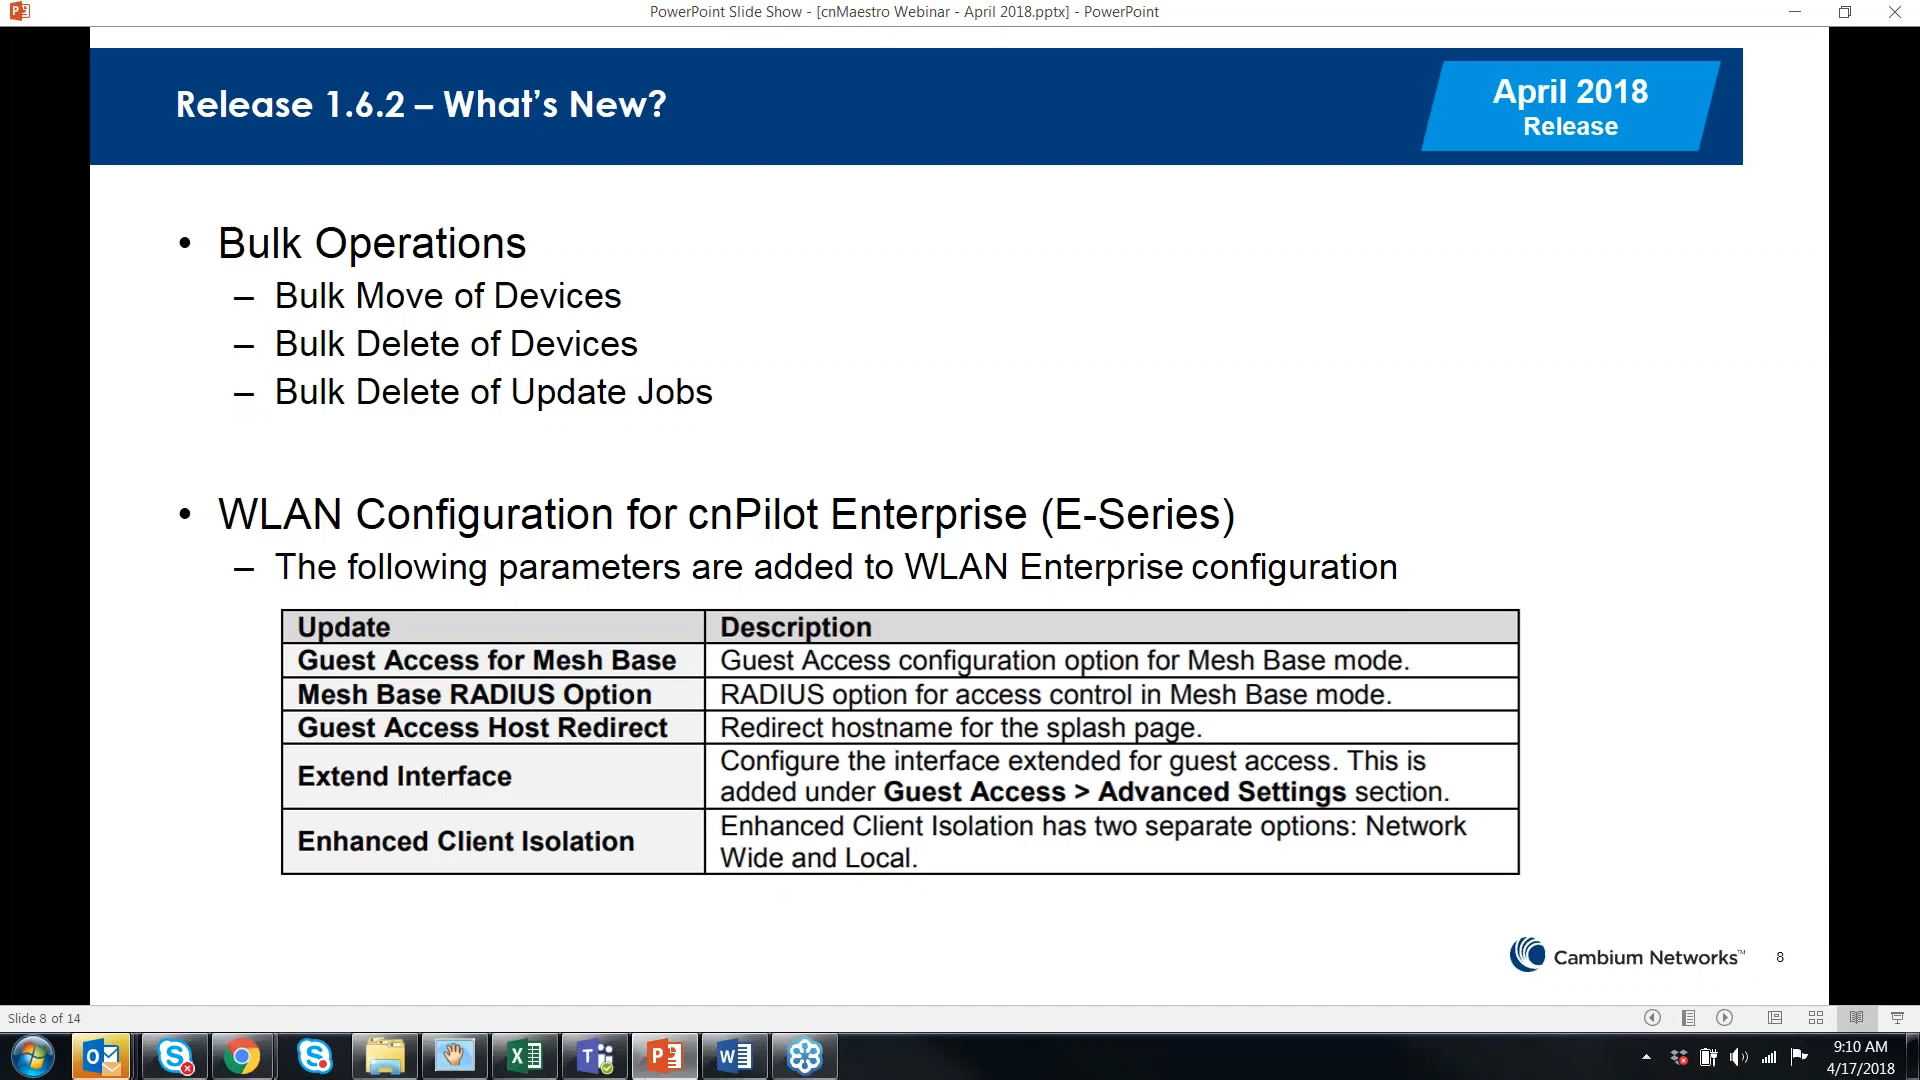 PowerPoint Slide Show - [cnMaestro Webinar - April 2018.pptx] - PowerPoint
Release 1.6.2 – What's New?
April 2018
Release
• Bulk Operations
– Bulk Move of Devices
– Bulk Delete of Devices
– Bulk Delete of Update Jobs
• WLAN Configuration for cnPilot Enterprise (E-Series)
– The following parameters are added to WLAN Enterprise configuration
Update Description
Guest Access for Mesh Base Guest Access configuration option for Mesh Base mode.
Mesh Base RADIUS Option RADIUS option for access control in Mesh Base mode.
Guest Access Host Redirect Redirect hostname for the splash page.
Extend Interface Configure the interface extended for guest access. This is
added under Guest Access > Advanced Settings section.
Enhanced Client Isolation Enhanced Client Isolation has two separate options: Network
Wide and Local.
Cambium Networks™ 8
Slide 8 of 14
9:10 AM
4/17/2018